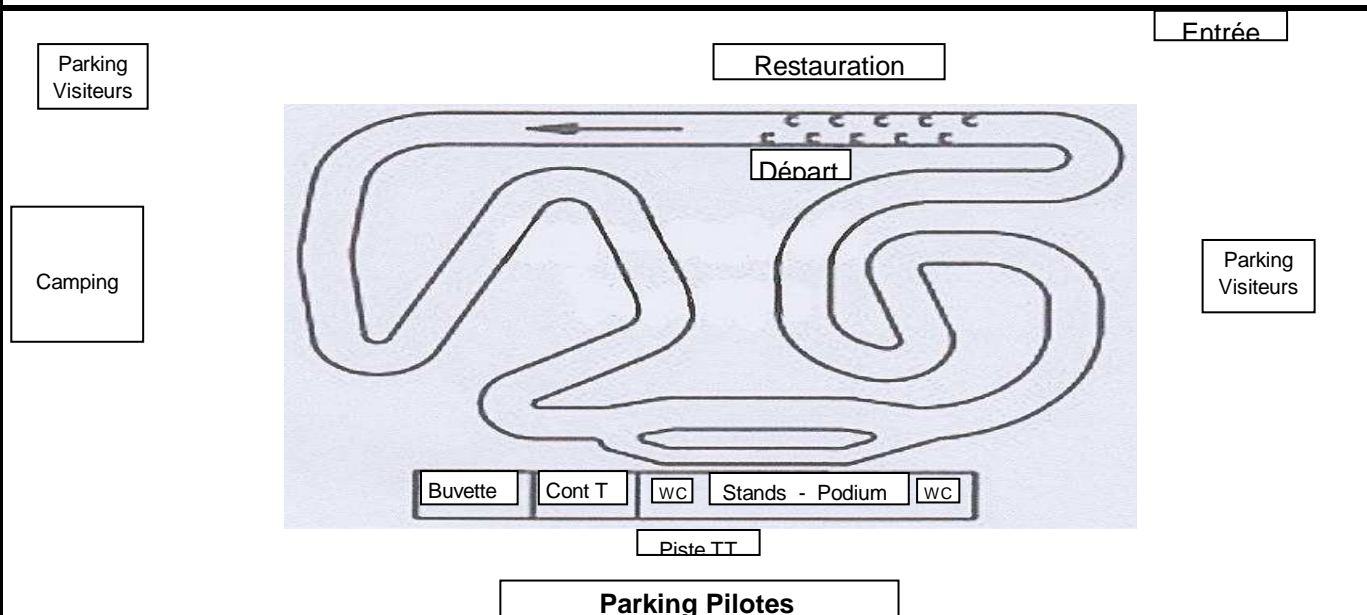 Entrée
Parking
Visiteurs
Restauration
Départ
Camping
Parking
Visiteurs
Buvette
Cont T
WC
Stands - Podium
WC
Piste TT
Parking Pilotes